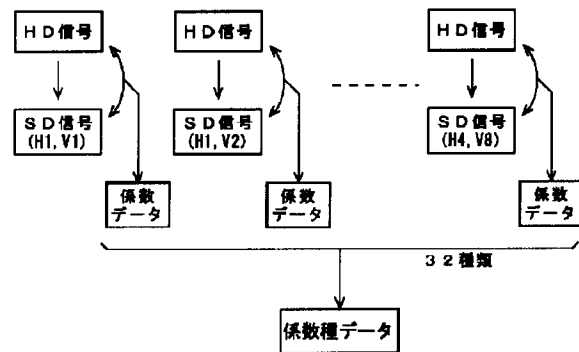 HD信号
HD信号
HD信号
SD信号
(H1,V1)
SD信号
(H1,V2)
SD信号
(H4,V8)
係数
データ
係数
データ
係数
データ
32種類
係数種データ